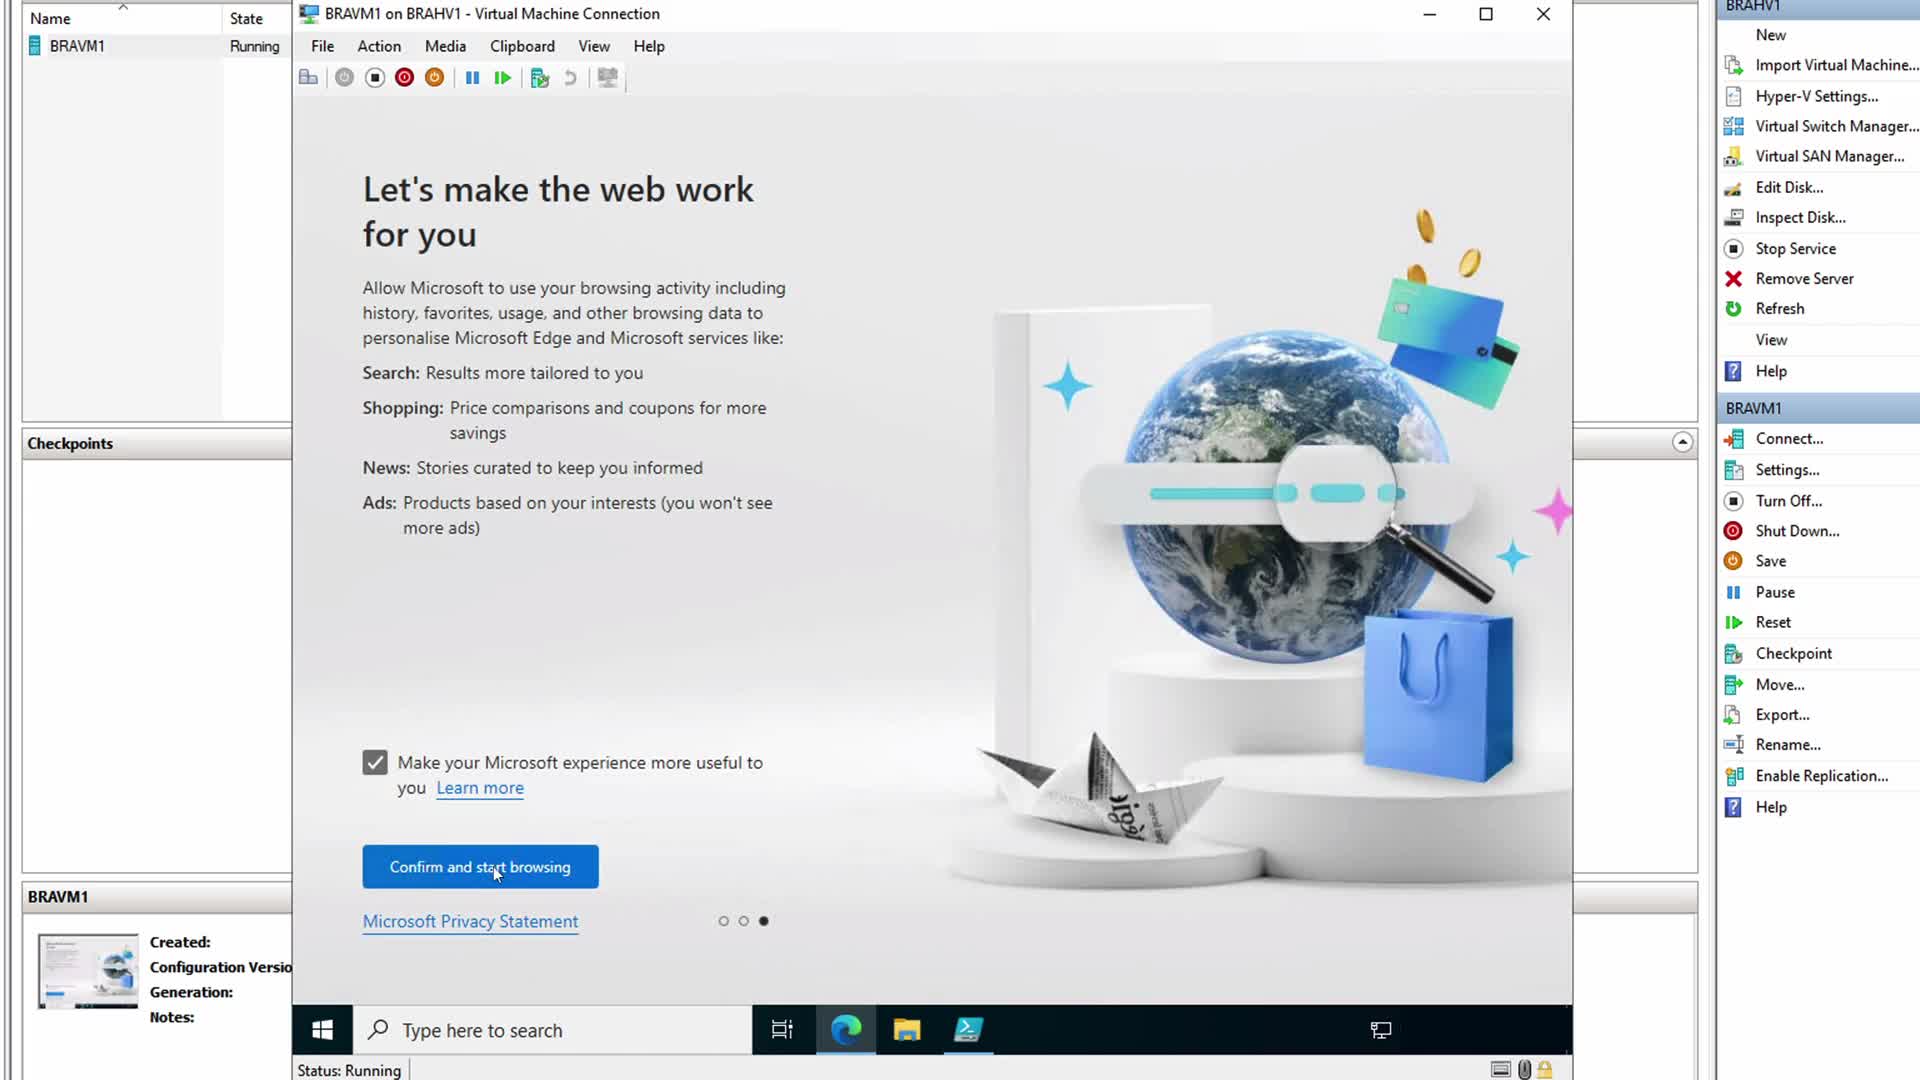 Name
State
BRAVM1
Running
Checkpoints
BRAVM1
Created:
Configuration Versio
Generation:
Notes:
BRAVM1 on BRAHV1 - Virtual Machine Connection
File
Action
Media
Clipboard
View
Help
Let's make the web work
for you
Allow Microsoft to use your browsing activity including
history, favorites, usage, and other browsing data to
personalise Microsoft Edge and Microsoft services like:
Search: Results more tailored to you
Shopping: Price comparisons and coupons for more
savings
News: Stories curated to keep you informed
Ads: Products based on your interests (you won't see
more ads)
Make your Microsoft experience more useful to
you Learn more
Confirm and start browsing
Microsoft Privacy Statement
Type here to search
Status: Running
BRAHV1
New
Import Virtual Machine...
Hyper-V Settings...
Virtual Switch Manager...
Virtual SAN Manager...
Edit Disk...
Inspect Disk...
Stop Service
Remove Server
Refresh
View
Help
BRAVM1
Connect...
Settings...
Turn Off...
Shut Down...
Save
Pause
Reset
Checkpoint
Move...
Export...
Rename...
Enable Replication...
Help